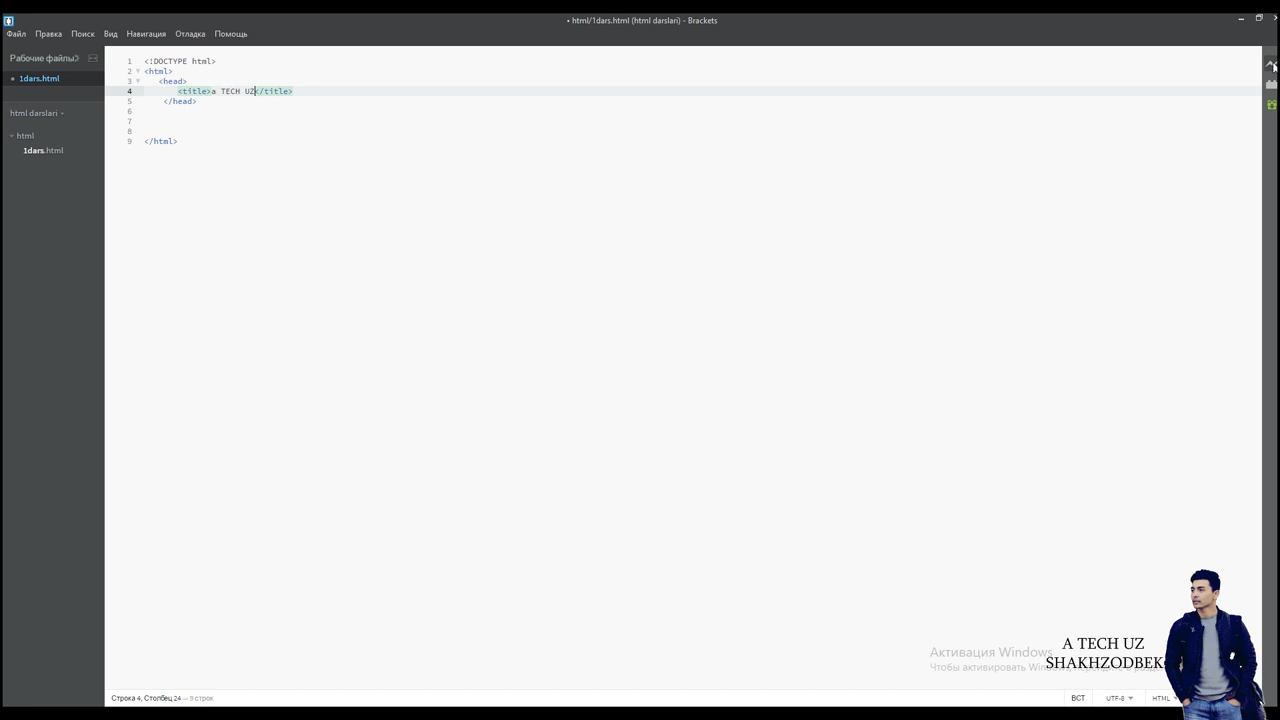 • html/1dars.html (html darslari) - Brackets
Файл Правка Поиск Вид Навигация Отладка Помощь
Рабочие файлы
• 1dars.html
html darslari
html
1dars.html
1 <!DOCTYPE html>
2 <html>
3 <head>
4 <title>a TECH UZ</title>
5 </head>
6
7
8
9 </html>
Активация Windows
Чтобы активировать
A TECH UZ
SHAKHZODBEK
Строка 4, Столбец 24 — 9 строк
ВСТ UTF-8 HTML